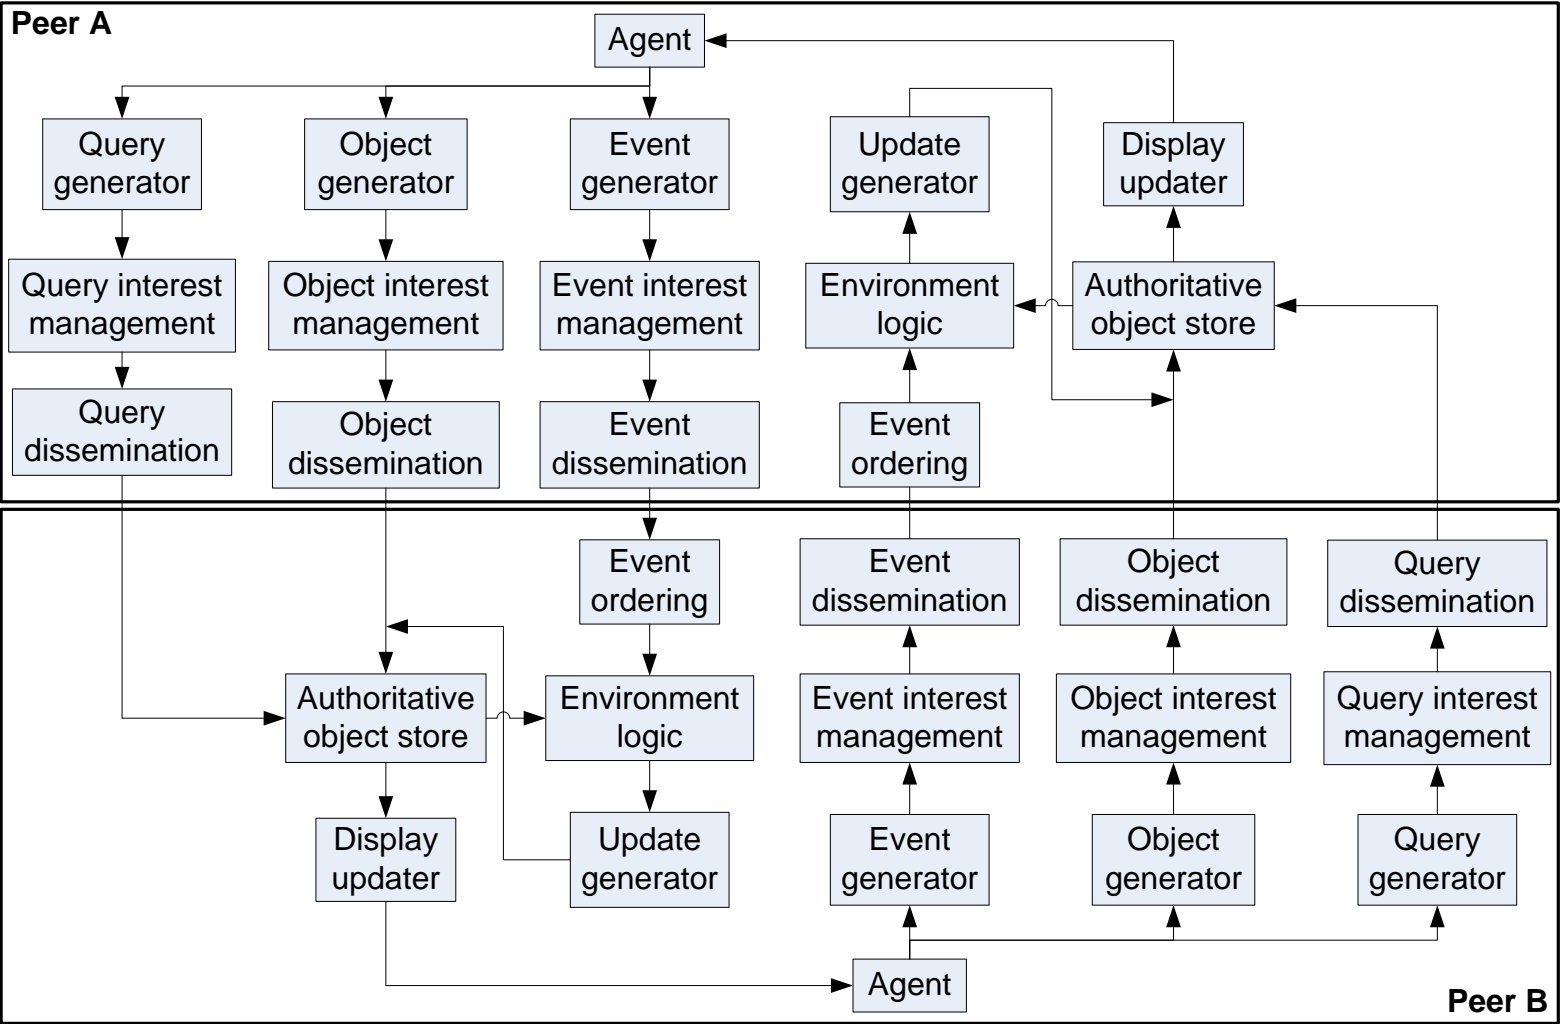 Peer A
Agent
Query
generator
Object
generator
Event
generator
Update
generator
Display
updater
Query interest
management
Object interest
management
Event interest
management
Environment
logic
Authoritative
object store
Query
dissemination
Object
dissemination
Event
dissemination
Event
ordering
Event
ordering
Event
dissemination
Object
dissemination
Query
dissemination
Authoritative
object store
Environment
logic
Event interest
management
Object interest
management
Query interest
management
Display
updater
Update
generator
Event
generator
Object
generator
Query
generator
Agent
Peer B